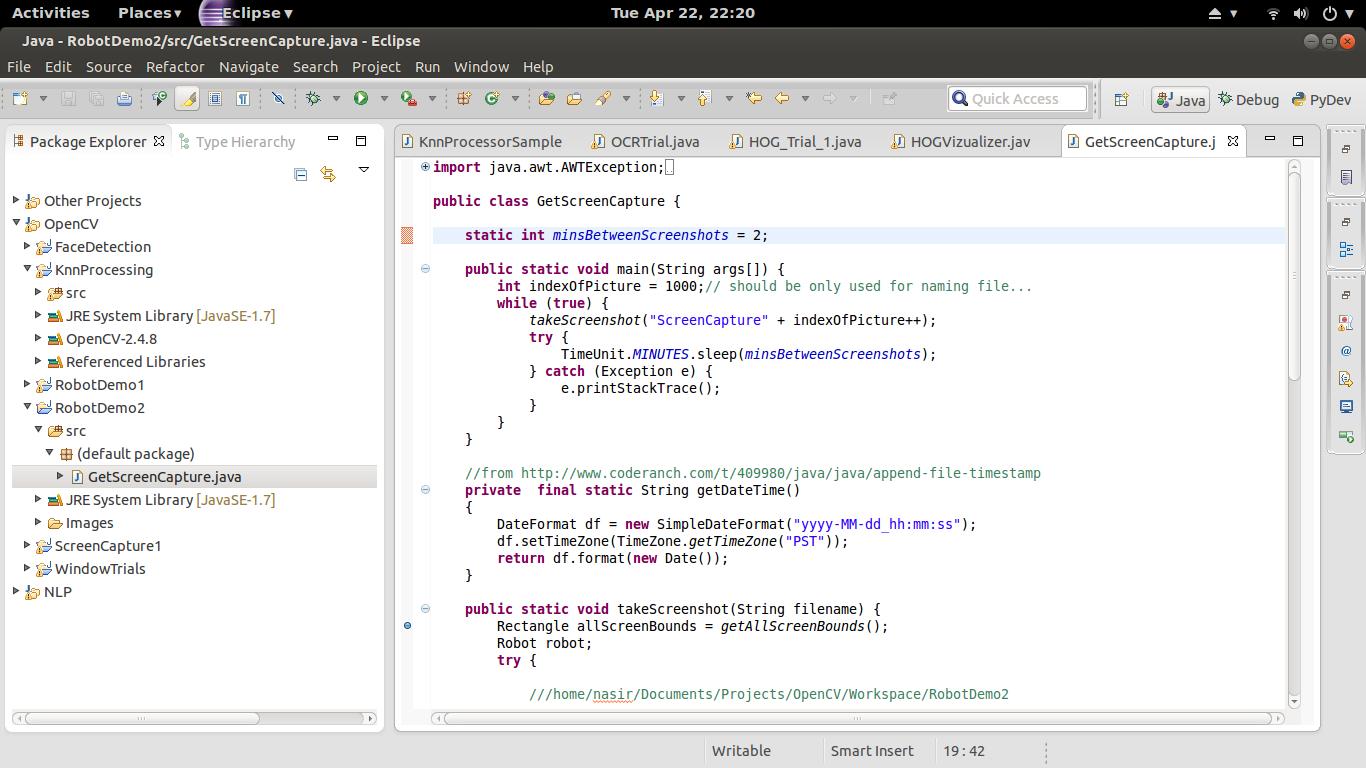 Activities Places Eclipse Tue Apr 22, 22:20
Java - RobotDemo2/src/GetScreenCapture.java - Eclipse
File Edit Source Refactor Navigate Search Project Run Window Help
Quick Access Java Debug PyDev
Package Explorer Type Hierarchy
Other Projects
OpenCV
FaceDetection
KnnProcessing
src
JRE System Library [JavaSE-1.7]
OpenCV-2.4.8
Referenced Libraries
RobotDemo1
RobotDemo2
src
(default package)
GetScreenCapture.java
JRE System Library [JavaSE-1.7]
Images
ScreenCapture1
WindowTrials
NLP
KnnProcessorSample OCRTrial.java HOG_Trial_1.java HOGVizualizer.jav GetScreenCapture.j
import java.awt.AWTException;
public class GetScreenCapture {
static int minsBetweenScreenshots = 2;
public static void main(String args[]) {
int indexOfPicture = 1000;// should be only used for naming file...
while (true) {
takeScreenshot("ScreenCapture" + indexOfPicture++);
try {
TimeUnit.MINUTES.sleep(minsBetweenScreenshots);
} catch (Exception e) {
e.printStackTrace();
}
}
}
//from http://www.coderanch.com/t/409980/java/java/append-file-timestamp
private  final static String getDateTime()
{
DateFormat df = new SimpleDateFormat("yyyy-MM-dd_hh:mm:ss");
df.setTimeZone(TimeZone.getTimeZone("PST"));
return df.format(new Date());
}
public static void takeScreenshot(String filename) {
Rectangle allScreenBounds = getAllScreenBounds();
Robot robot;
try {
///home/nasir/Documents/Projects/OpenCV/Workspace/RobotDemo2
Writable Smart Insert 19 : 42